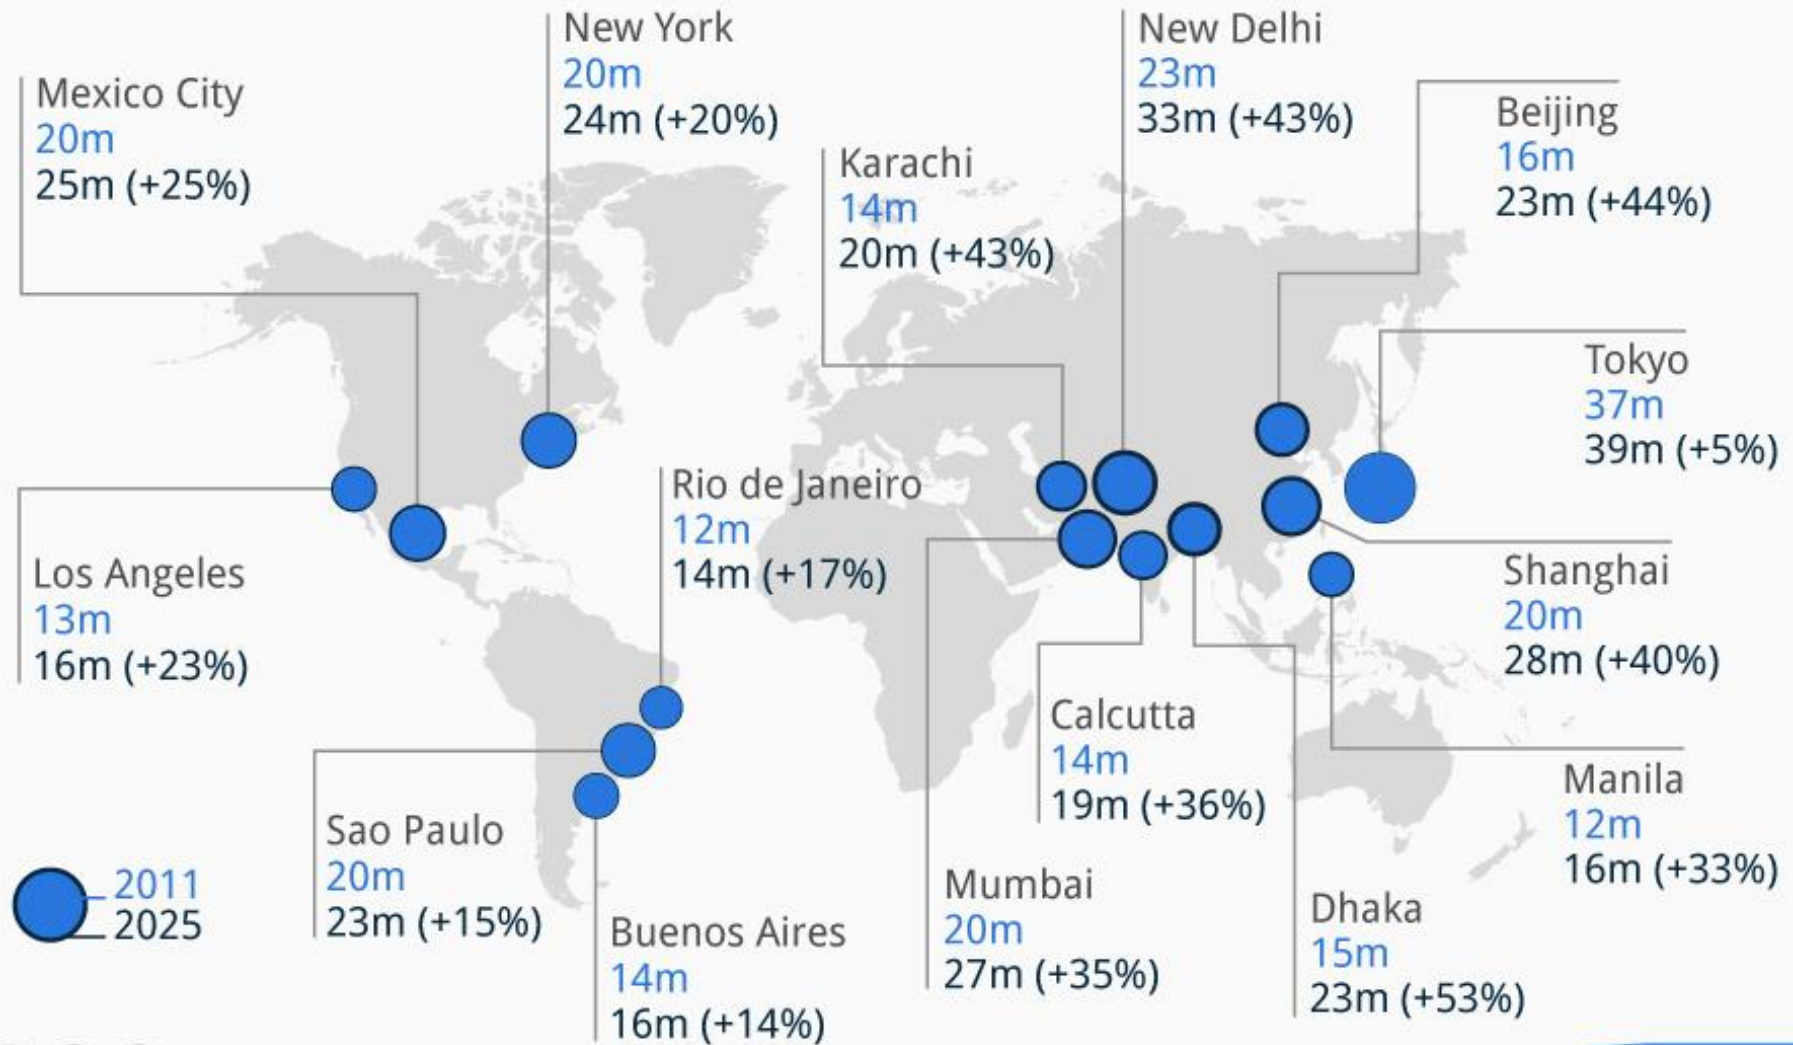 New York
20m
24m (+20%)
New Delhi
23m
33m (+43%)
Mexico City
20m
25m (+25%)
Beijing
16m
23m (+44%)
Karachi
14m
20m (+43%)
Tokyo
37m
39m (+5%)
Rio de Janeiro
12m
14m (+17%)
Los Angeles
13m
16m (+23%)
Shanghai
20m
28m (+40%)
Calcutta
14m
19m (+36%)
Manila
12m
16m (+33%)
Sao Paulo
20m
23m (+15%)
Mumbai
20m
27m (+35%)
Dhaka
15m
23m (+53%)
Buenos Aires
14m
16m (+14%)
2011
2025